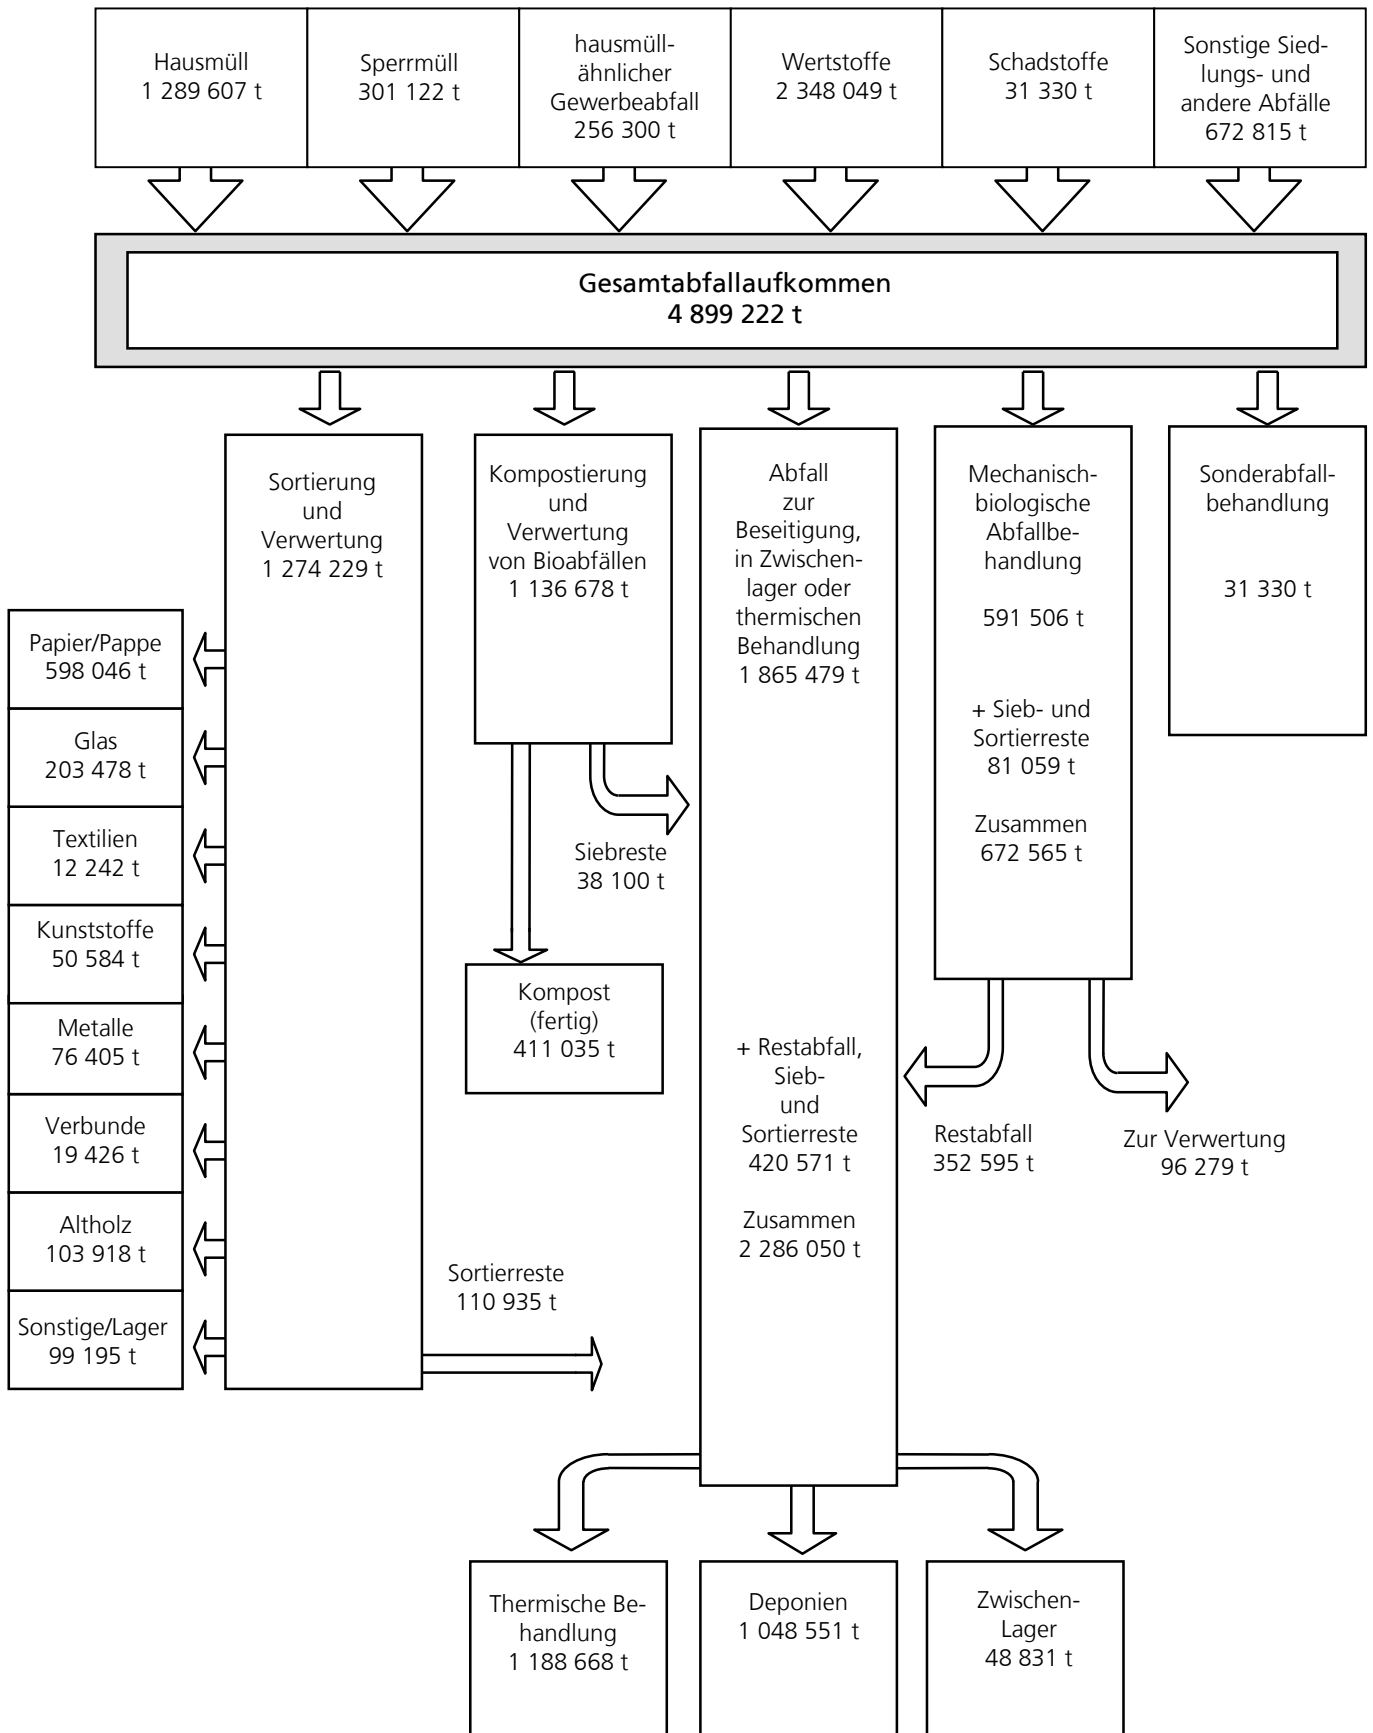 Hausmüll
1 289 607 t
Sperrmüll
301 122 t
hausmüll-
ähnlicher
Gewerbeabfall
256 300 t
Wertstoffe
2 348 049 t
Schadstoffe
31 330 t
Sonstige Sied-
lungs- und
andere Abfälle
672 815 t
Gesamtabfallaufkommen
4 899 222 t
Sortierung
und
Verwertung
1 274 229 t
Kompostierung
und
Verwertung
von Bioabfällen
1 136 678 t
Abfall
zur
Beseitigung,
in Zwischen-
lager oder
thermischen
Behandlung
1 865 479 t
Mechanisch-
biologische
Abfallbe-
handlung
591 506 t
+ Sieb- und
Sortierreste
81 059 t
Zusammen
672 565 t
Sonderabfall-
behandlung
31 330 t
Papier/Pappe
598 046 t
Glas
203 478 t
Textilien
12 242 t
Kunststoffe
50 584 t
Metalle
76 405 t
Verbunde
19 426 t
Altholz
103 918 t
Sonstige/Lager
99 195 t
Siebreste
38 100 t
Kompost
(fertig)
411 035 t
+ Restabfall,
Sieb-
und
Sortierreste
420 571 t
Zusammen
2 286 050 t
Restabfall
352 595 t
Zur Verwertung
96 279 t
Sortierreste
110 935 t
Thermische Be-
handlung
1 188 668 t
Deponien
1 048 551 t
Zwischen-
Lager
48 831 t